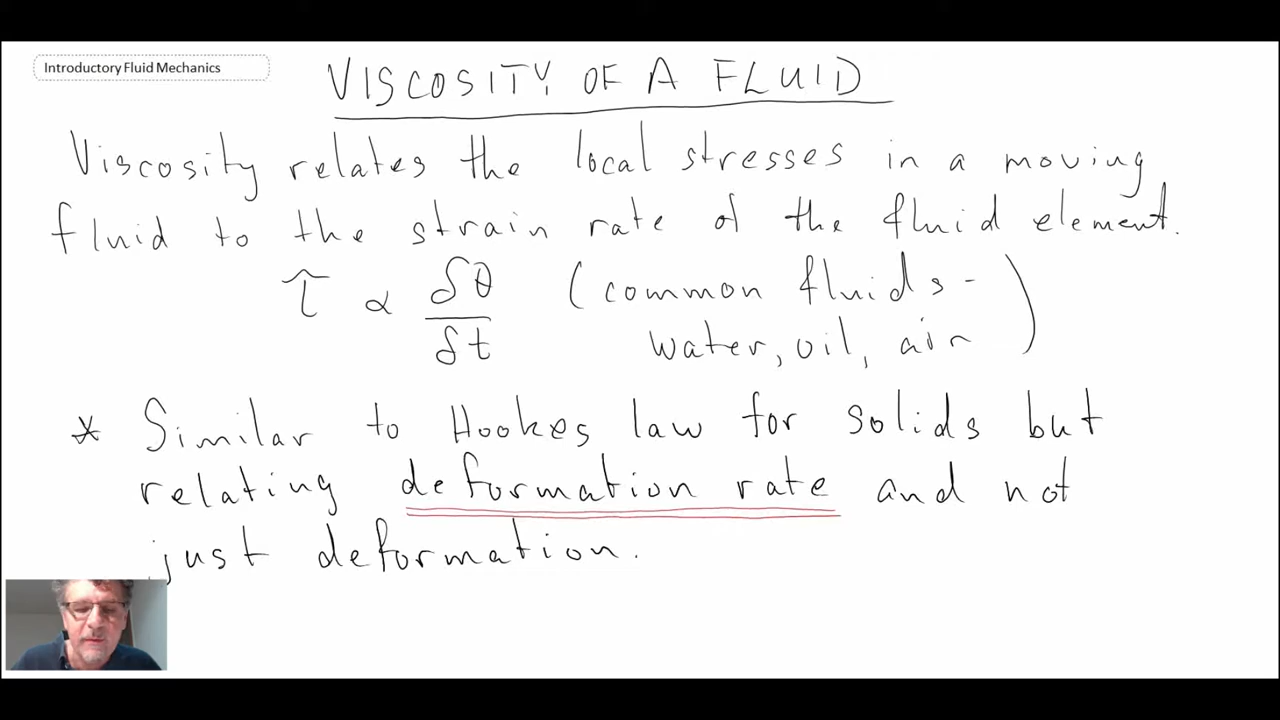 Introductory Fluid Mechanics
VISCOSITY OF A FLUID
Viscosity relates the local stresses in a moving
fluid to the strain rate of the fluid element.
τ ∝ δθ/δt (common fluids -
water, oil, air)
* Similar to Hookes law for solids but
relating deformation rate and not
just deformation.